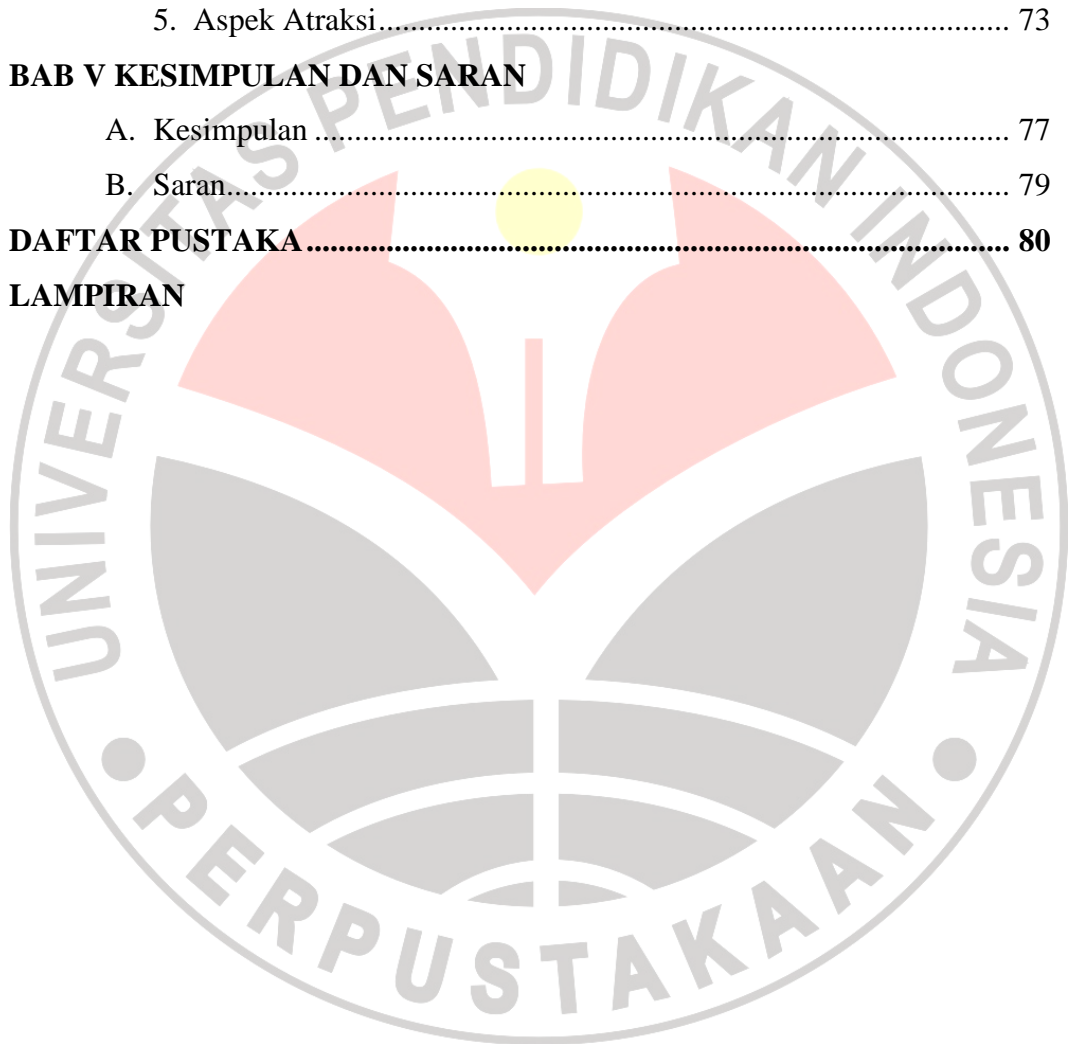 5. Aspek Atraksi................................................................................ 73
BAB V KESIMPULAN DAN SARAN
A. Kesimpulan ........................................................................................ 77
B. Saran................................................................................................... 79
DAFTAR PUSTAKA.......................................................................................... 80
LAMPIRAN
UNIVERSITAS PENDIDIKAN INDONESIA
PERPUSTAKAAN